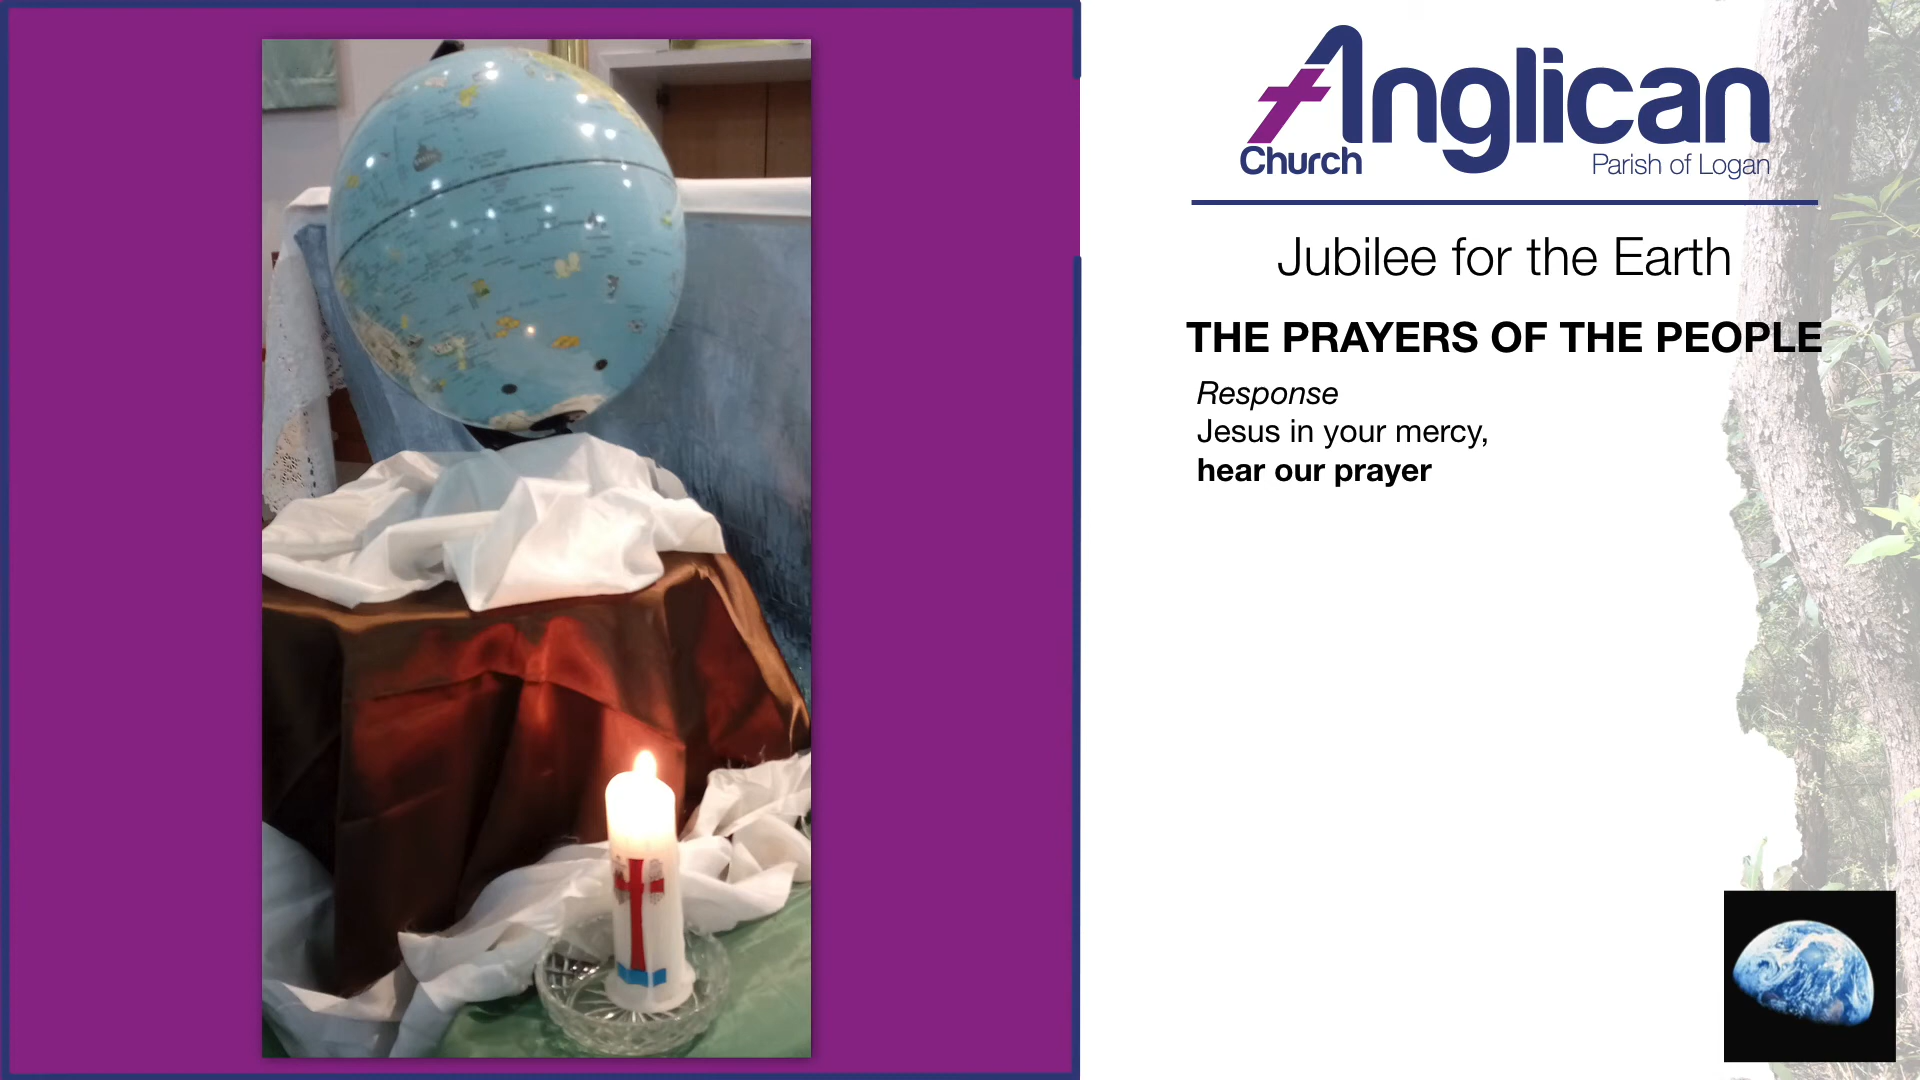 Anglican
Church
Parish of Logan
Jubilee for the Earth
THE PRAYERS OF THE PEOPLE
Response
Jesus in your mercy,
hear our prayer